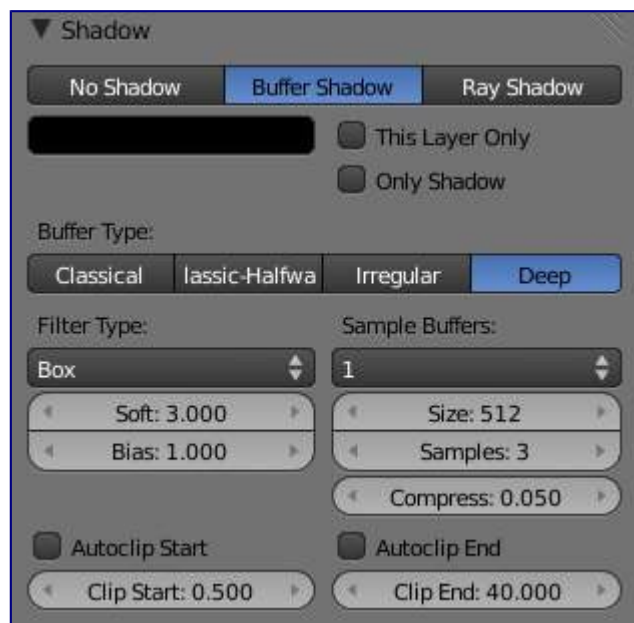 Shadow
No Shadow Buffer Shadow Ray Shadow
This Layer Only
Only Shadow
Buffer Type:
Classical lassic-Halfwa Irregular Deep
Filter Type: Sample Buffers:
Box 1
Soft: 3.000 Size: 512
Bias: 1.000 Samples: 3
Compress: 0.050
Autoclip Start Autoclip End
Clip Start: 0.500 Clip End: 40.000